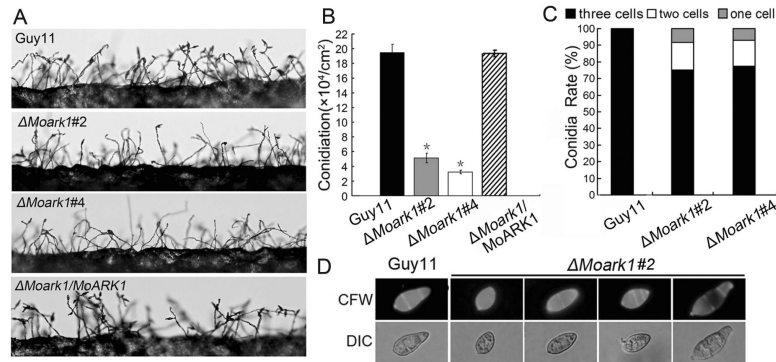 A
Guy11
ΔMoark1#2
ΔMoark1#4
ΔMoark1/MoARK1
B
Conidiation(×10⁴/cm²)
22
20
18
16
14
12
10
8
6
4
2
0
*
*
Guy11
ΔMoark1#2
ΔMoark1#4
ΔMoark1/
MoARK1
C
three cells two cells one cell
Conidia Rate (%)
100
90
80
70
60
50
40
30
20
10
0
Guy11
ΔMoark1#2
ΔMoark1#4
D
Guy11 ΔMoark1#2
CFW
DIC